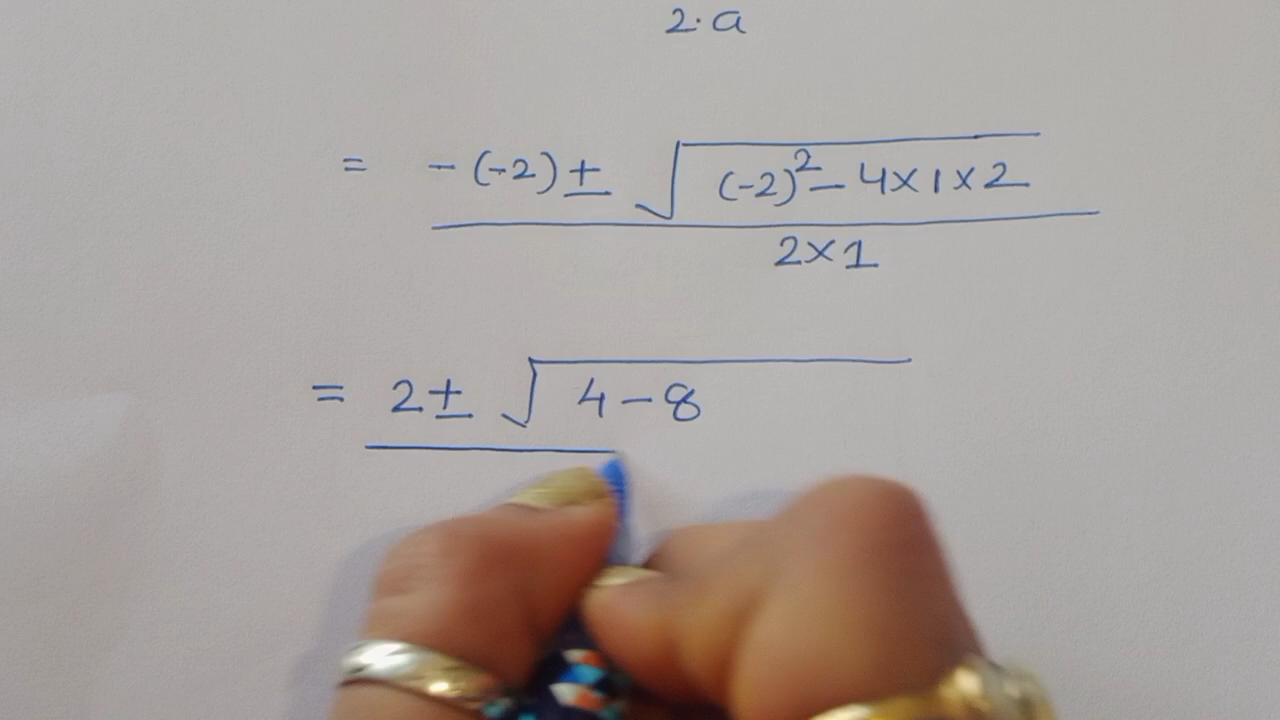 2·a
= -(-2) ± √(-2)² - 4×1×2
2×1
= 2 ± √4-8